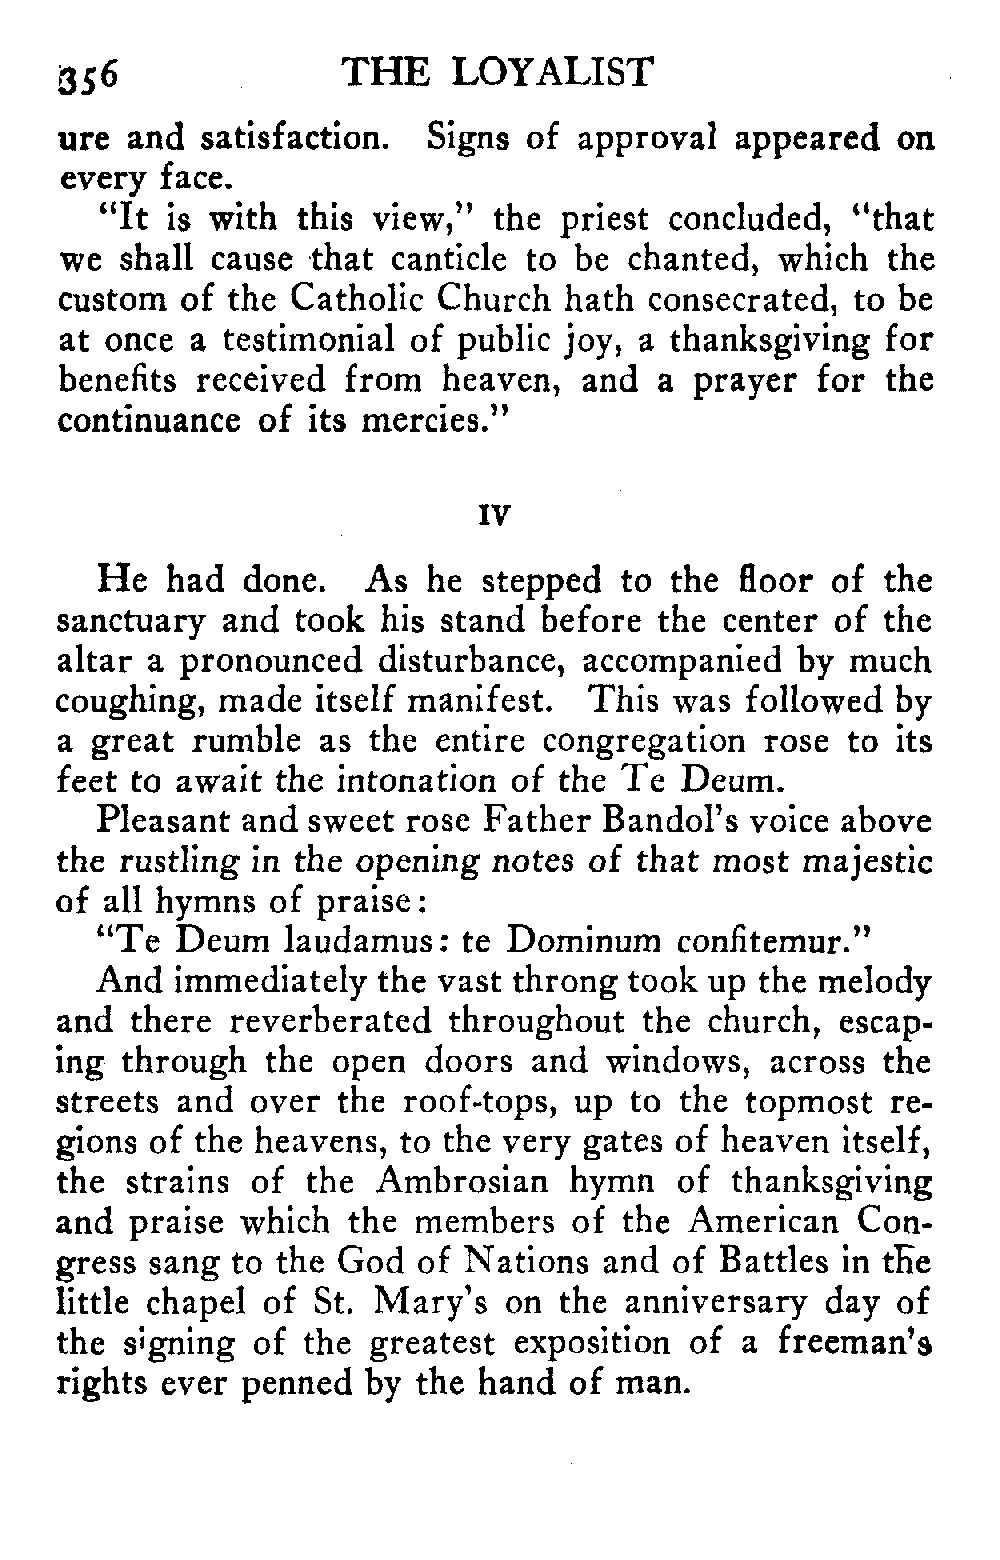 356 THE LOYALIST
ure and satisfaction. Signs of approval appeared on
every face.
"It is with this view," the priest concluded, "that
we shall cause that canticle to be chanted, which the
custom of the Catholic Church hath consecrated, to be
at once a testimonial of public joy, a thanksgiving for
benefits received from heaven, and a prayer for the
continuance of its mercies."
IV
He had done. As he stepped to the floor of the
sanctuary and took his stand before the center of the
altar a pronounced disturbance, accompanied by much
coughing, made itself manifest. This was followed by
a great rumble as the entire congregation rose to its
feet to await the intonation of the Te Deum.
Pleasant and sweet rose Father Bandol's voice above
the rustling in the opening notes of that most majestic
of all hymns of praise:
"Te Deum laudamus: te Dominum confitemur."
And immediately the vast throng took up the melody
and there reverberated throughout the church, escap-
ing through the open doors and windows, across the
streets and over the roof-tops, up to the topmost re-
gions of the heavens, to the very gates of heaven itself,
the strains of the Ambrosian hymn of thanksgiving
and praise which the members of the American Con-
gress sang to the God of Nations and of Battles in the
little chapel of St. Mary's on the anniversary day of
the signing of the greatest exposition of a freeman's
rights ever penned by the hand of man.